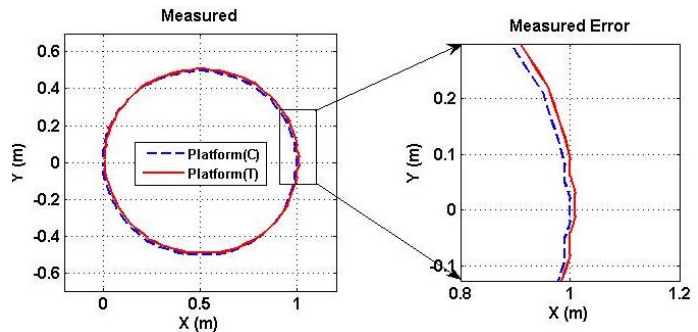 Measured
0.6
0.4
0.2
0
-0.2
-0.4
-0.6
Y (m)
Platform(C)
Platform(T)
0
0.5
1
X (m)
Measured Error
0.2
0.1
0
-0.1
Y (m)
0.8
1
1.2
X (m)